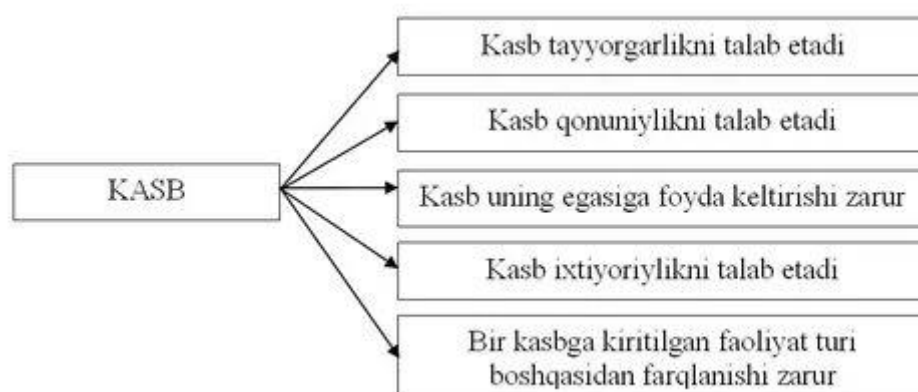 KASB
Kasb tayyorgarlikni talab etadi
Kasb qonuniylikni talab etadi
Kasb uning egasiga foyda keltirishi zarur
Kasb ixtiyoriylikni talab etadi
Bir kasbga kiritilgan faoliyat turi
boshqasidan farqlanishi zarur